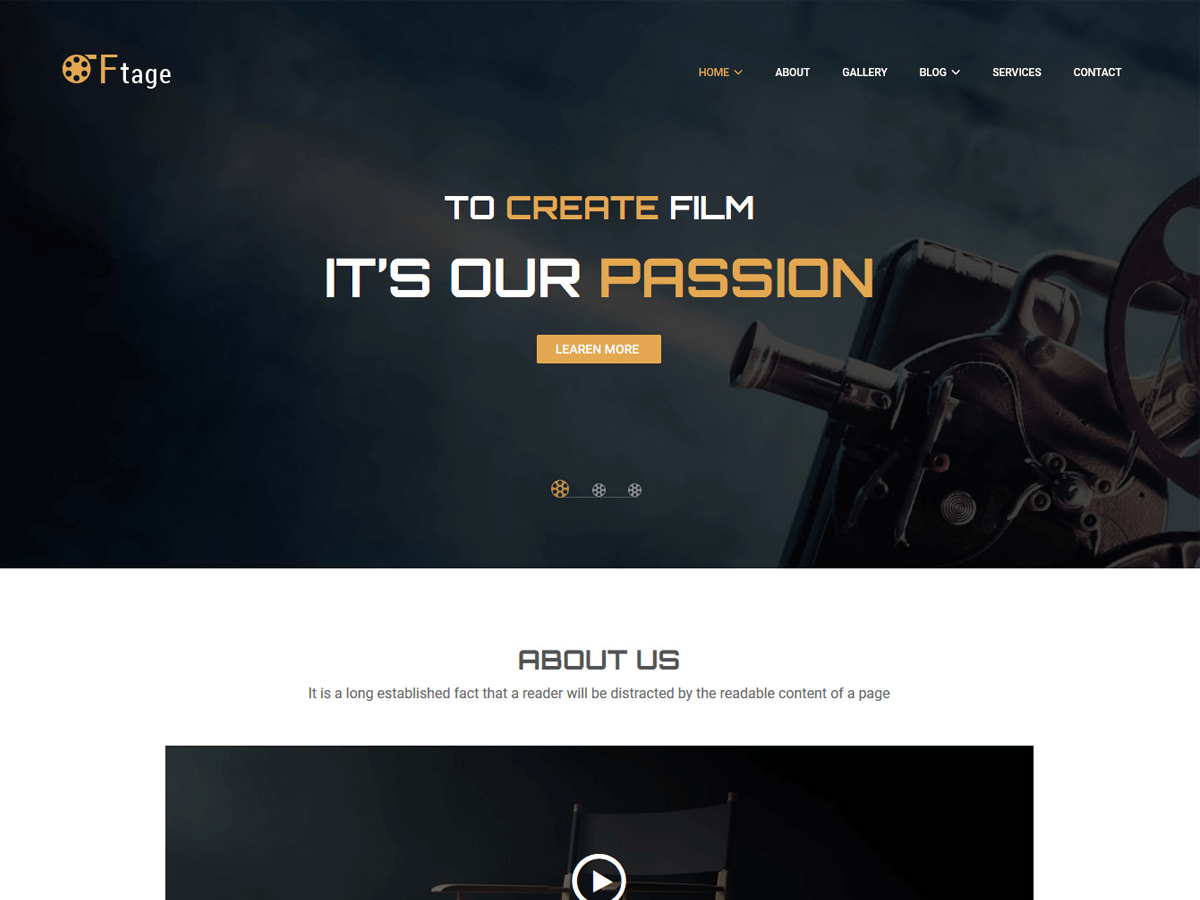 Ftage
HOME ABOUT GALLERY BLOG SERVICES CONTACT
TO CREATE FILM
IT'S OUR PASSION
LEAREN MORE
ABOUT US
It is a long established fact that a reader will be distracted by the readable content of a page